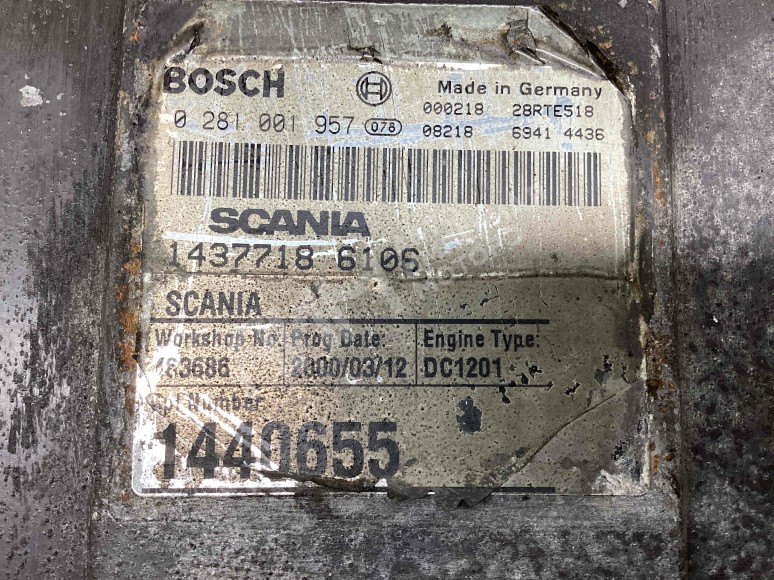 BOSCH Made in Germany
000218 28RTE518
0 281 001 957 078 08218 6941 4436
SCANIA
1437718 6106
SCANIA
Workshop No. Prog Date: Engine Type:
2000/03/12 DC1201
Number
1440655